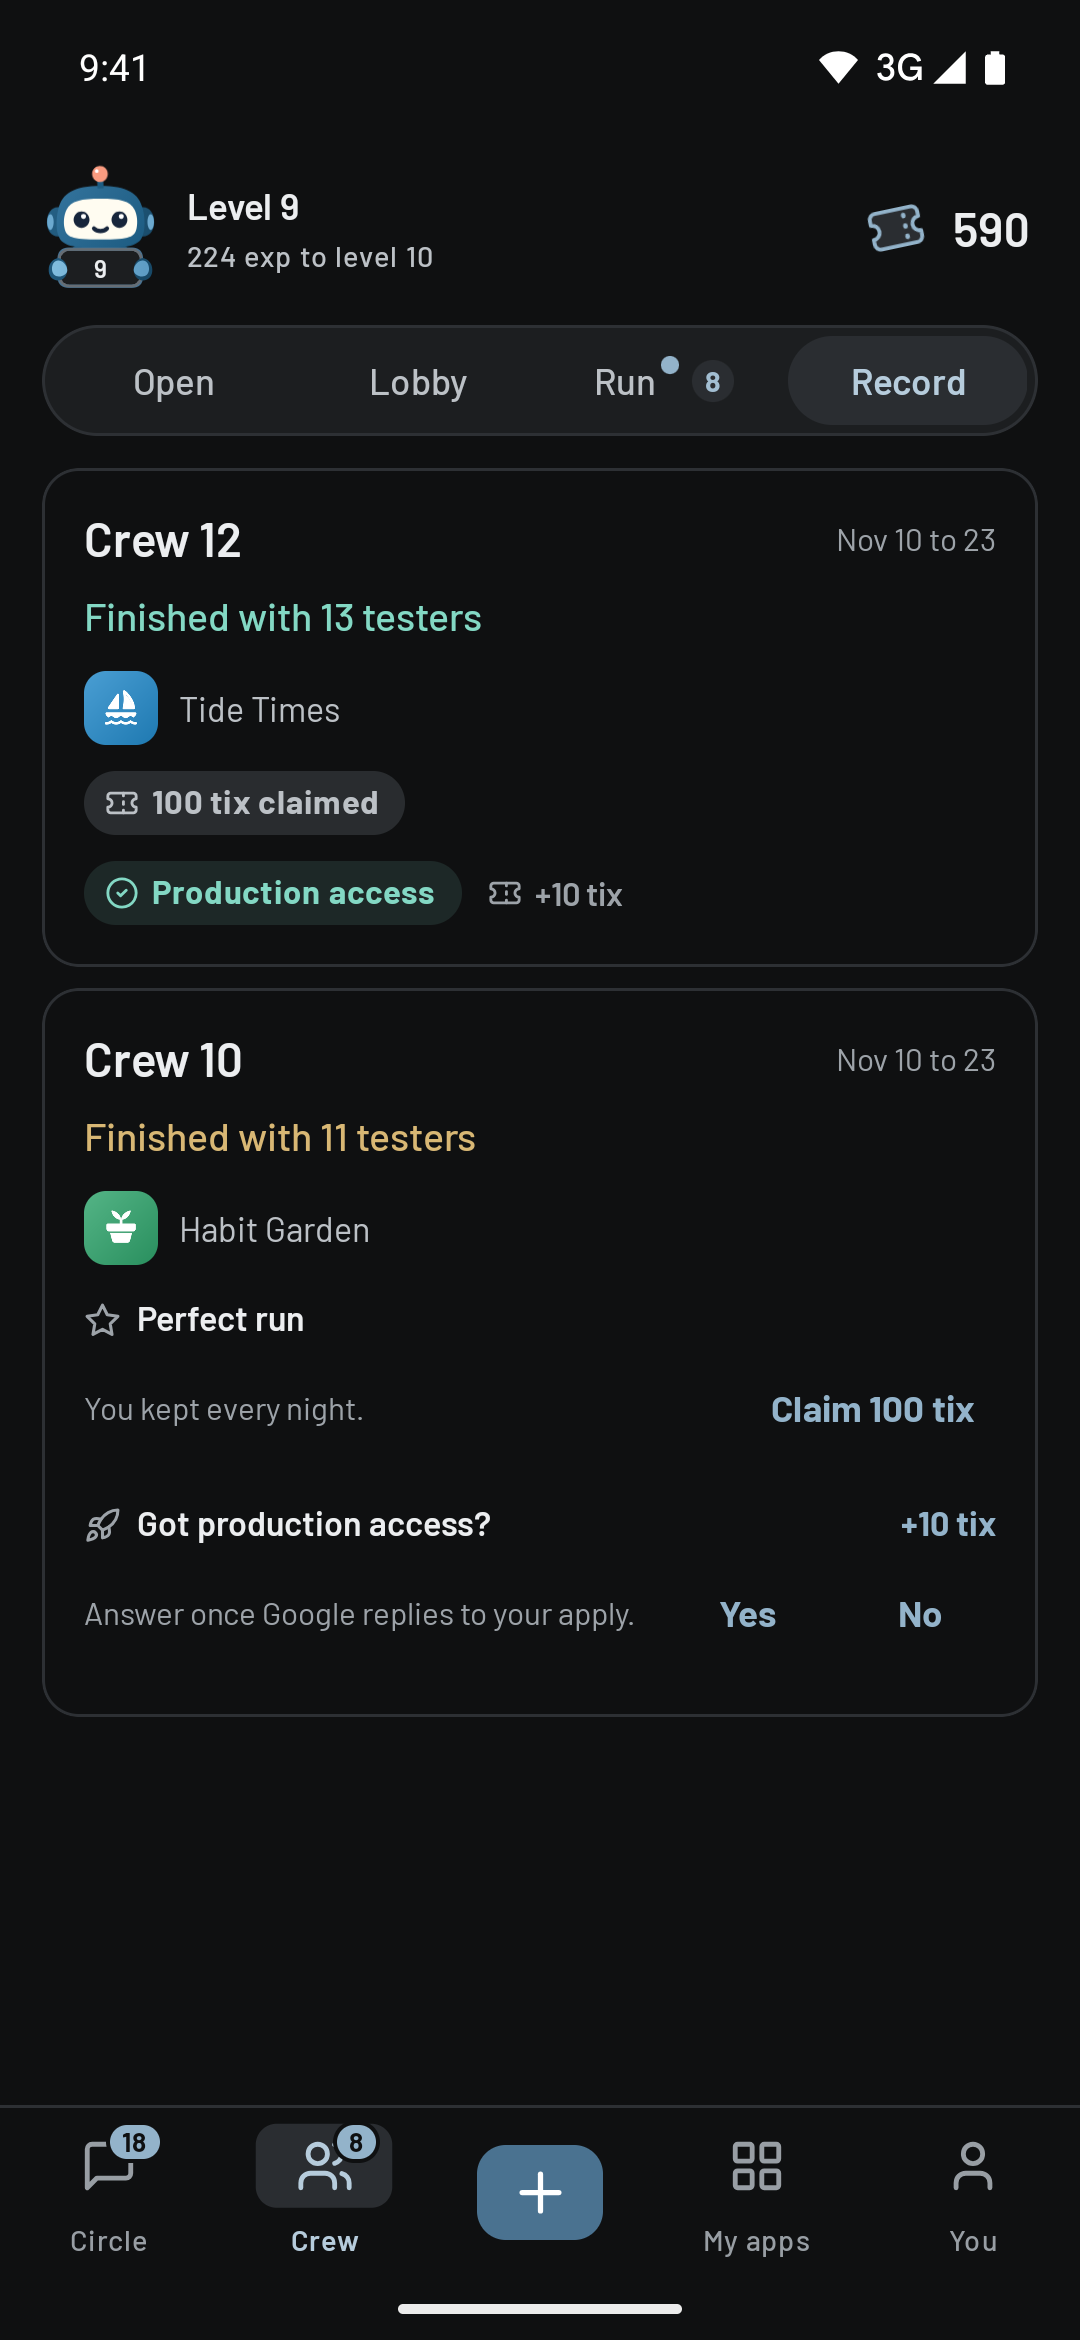 9:41
3G
Level 9
224 exp to level 10
9
590
Open
Lobby
Run
8
Record
Crew 12
Nov 10 to 23
Finished with 13 testers
Tide Times
100 tix claimed
Production access
+10 tix
Crew 10
Nov 10 to 23
Finished with 11 testers
Habit Garden
Perfect run
You kept every night.
Claim 100 tix
Got production access?
+10 tix
Answer once Google replies to your apply.
Yes
No
18
8
Circle
Crew
My apps
You